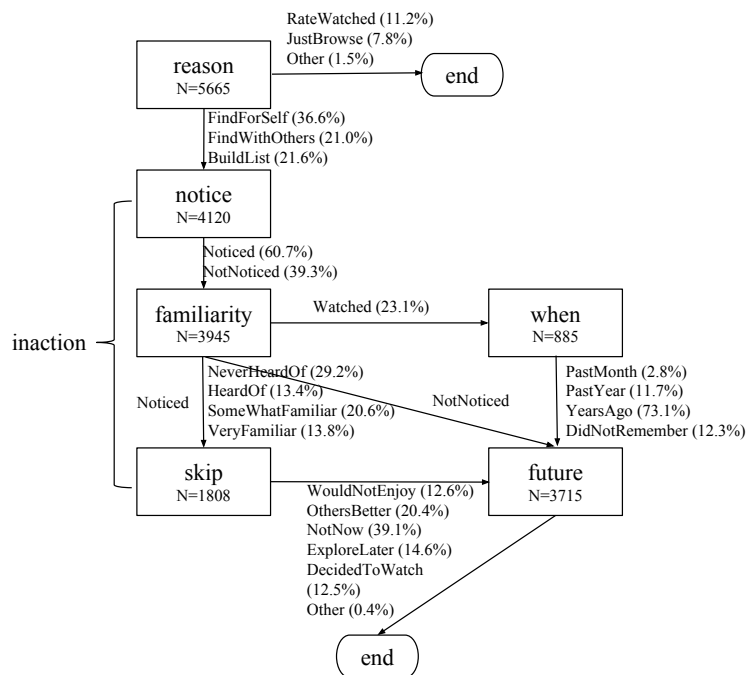 RateWatched (11.2%)
JustBrowse (7.8%)
Other (1.5%)
reason
N=5665
end
FindForSelf (36.6%)
FindWithOthers (21.0%)
BuildList (21.6%)
notice
N=4120
Noticed (60.7%)
NotNoticed (39.3%)
familiarity
N=3945
Watched (23.1%)
when
N=885
inaction
Noticed
NeverHeardOf (29.2%)
HeardOf (13.4%)
SomeWhatFamiliar (20.6%)
VeryFamiliar (13.8%)
NotNoticed
PastMonth (2.8%)
PastYear (11.7%)
YearsAgo (73.1%)
DidNotRemember (12.3%)
skip
N=1808
future
N=3715
WouldNotEnjoy (12.6%)
OthersBetter (20.4%)
NotNow (39.1%)
ExploreLater (14.6%)
DecidedToWatch
(12.5%)
Other (0.4%)
end